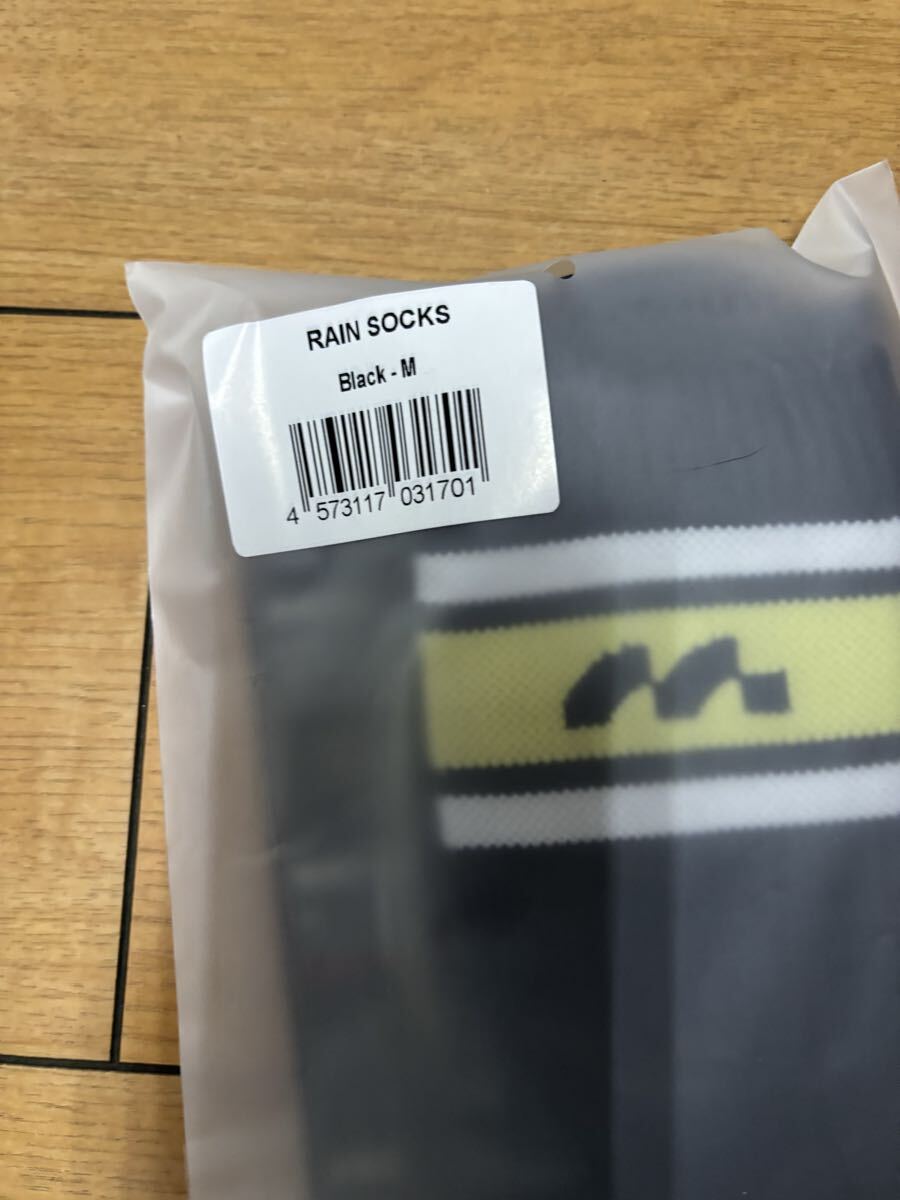 RAIN SOCKS
Black - M
4 573117 031701